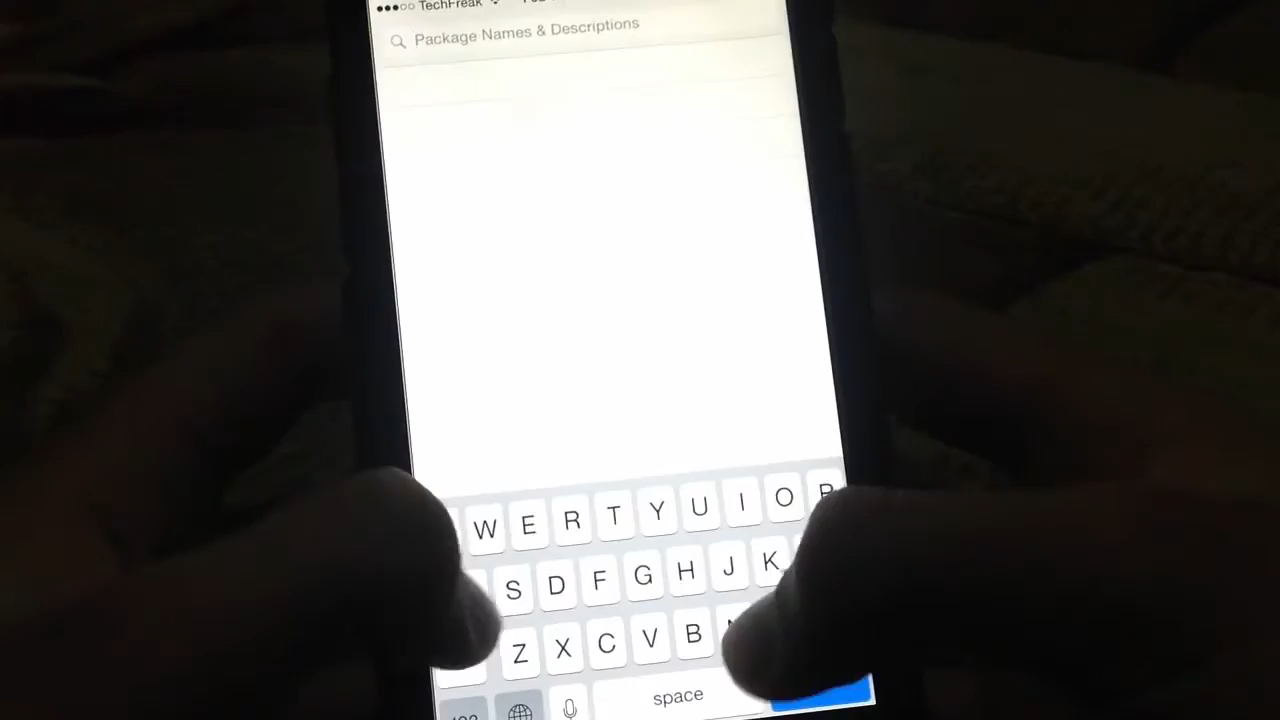 TechFreak
Package Names & Descriptions
W E R T Y U I O P
S D F G H J K
Z X C V B
space